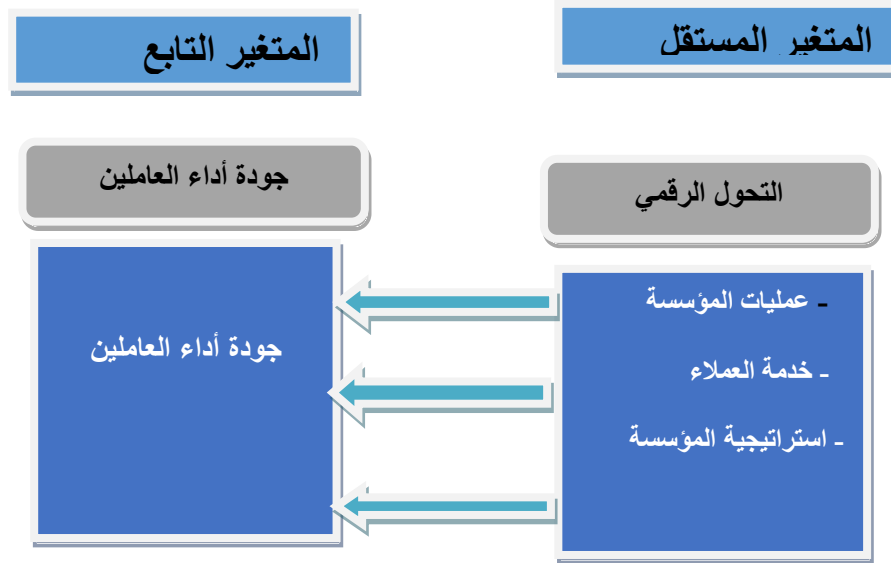 المتغير المستقل
المتغير التابع
التحول الرقمي
جودة أداء العاملين
- عمليات المؤسسة
- خدمة العملاء
- استراتيجية المؤسسة
جودة أداء العاملين